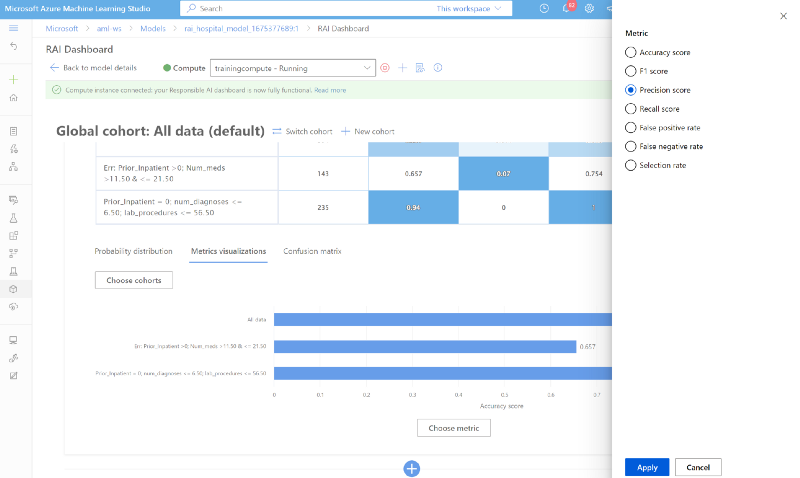 Microsoft Azure Machine Learning Studio
Search
This workspace
97
Microsoft > aml-ws > Models > rai_hospital_model_1675377689:1 > RAI Dashboard
RAI Dashboard
Back to model details
Compute
trainingcompute - Running
Compute instance connected: your Responsible AI dashboard is now fully functional. Read more
Global cohort: All data (default)
Switch cohort
New cohort
Err: Prior_Inpatient >0; Num_meds
>11.50 & <= 21.50
143
0.657
0.07
0.754
Prior_Inpatient = 0; num_diagnoses <=
6.50; lab_procedures <= 56.50
235
0.94
0
Probability distribution
Metrics visualizations
Confusion matrix
Choose cohorts
All data
Err: Prior_Inpatient >0; Num_meds >11.50 & <= 21.50
0.657
Prior_Inpatient = 0; num_diagnoses <= 6.50; lab_procedures <= 56.50
0 0.1 0.2 0.3 0.4 0.5 0.6 0.7
Accuracy score
Choose metric
Metric
Accuracy score
F1 score
Precision score
Recall score
False positive rate
False negative rate
Selection rate
Apply
Cancel